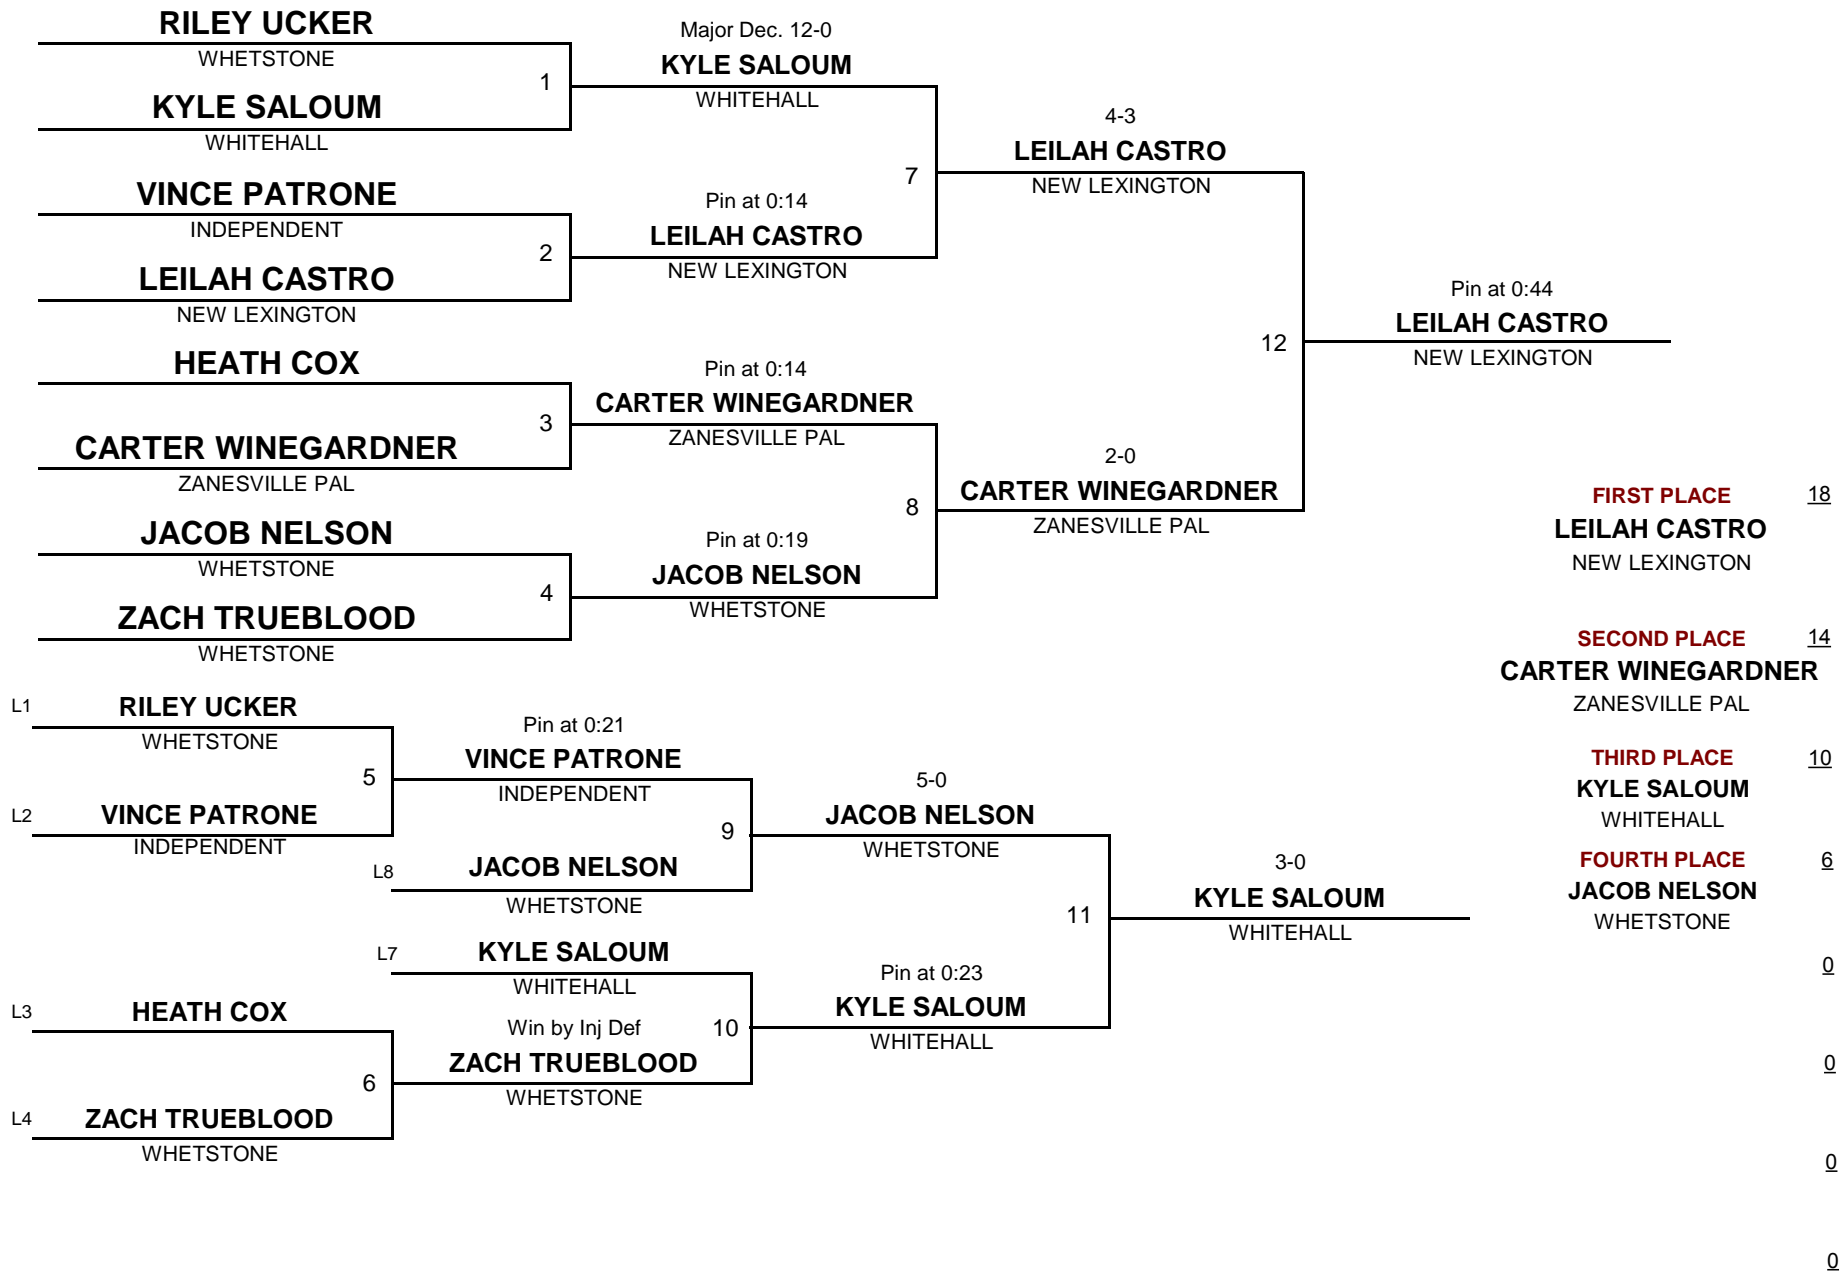 RILEY UCKER
WHETSTONE
1
KYLE SALOUM
WHITEHALL
Major Dec. 12-0
KYLE SALOUM
WHITEHALL
VINCE PATRONE
INDEPENDENT
2
LEILAH CASTRO
NEW LEXINGTON
Pin at 0:14
LEILAH CASTRO
NEW LEXINGTON
7
4-3
LEILAH CASTRO
NEW LEXINGTON
HEATH COX
3
CARTER WINEGARDNER
ZANESVILLE PAL
Pin at 0:14
CARTER WINEGARDNER
ZANESVILLE PAL
JACOB NELSON
WHETSTONE
4
ZACH TRUEBLOOD
WHETSTONE
Pin at 0:19
JACOB NELSON
WHETSTONE
8
2-0
CARTER WINEGARDNER
ZANESVILLE PAL
12
Pin at 0:44
LEILAH CASTRO
NEW LEXINGTON
FIRST PLACE 18
LEILAH CASTRO
NEW LEXINGTON
SECOND PLACE 14
CARTER WINEGARDNER
ZANESVILLE PAL
THIRD PLACE 10
KYLE SALOUM
WHITEHALL
FOURTH PLACE 6
JACOB NELSON
WHETSTONE
0
0
0
0
L1 RILEY UCKER
WHETSTONE
5
L2 VINCE PATRONE
INDEPENDENT
Pin at 0:21
VINCE PATRONE
INDEPENDENT
9
L8 JACOB NELSON
WHETSTONE
5-0
JACOB NELSON
WHETSTONE
L7 KYLE SALOUM
WHITEHALL
10
L3 HEATH COX
6
L4 ZACH TRUEBLOOD
WHETSTONE
Win by Inj Def
ZACH TRUEBLOOD
WHETSTONE
Pin at 0:23
KYLE SALOUM
WHITEHALL
11
3-0
KYLE SALOUM
WHITEHALL